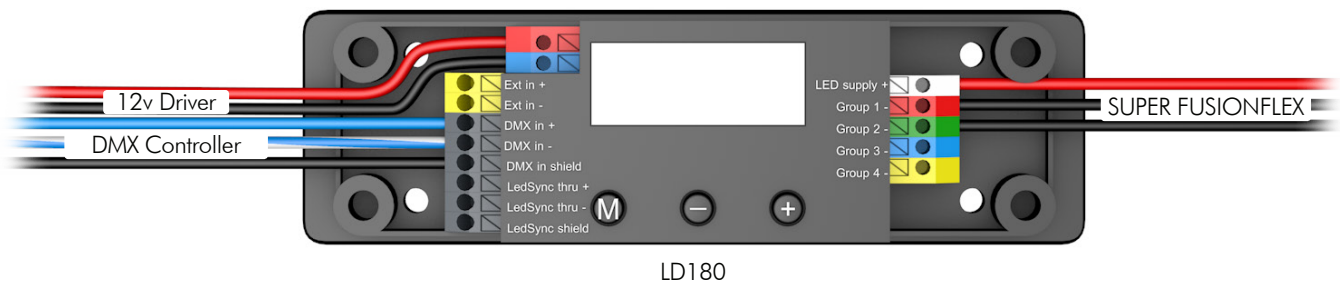 12v Driver
DMX Controller
Ext in +
Ext in -
DMX in +
DMX in -
DMX in shield
LedSync thru +
LedSync thru -
LedSync shield
M
−
+
LED supply +
Group 1 -
Group 2 -
Group 3 -
Group 4 -
SUPER FUSIONFLEX
LD180